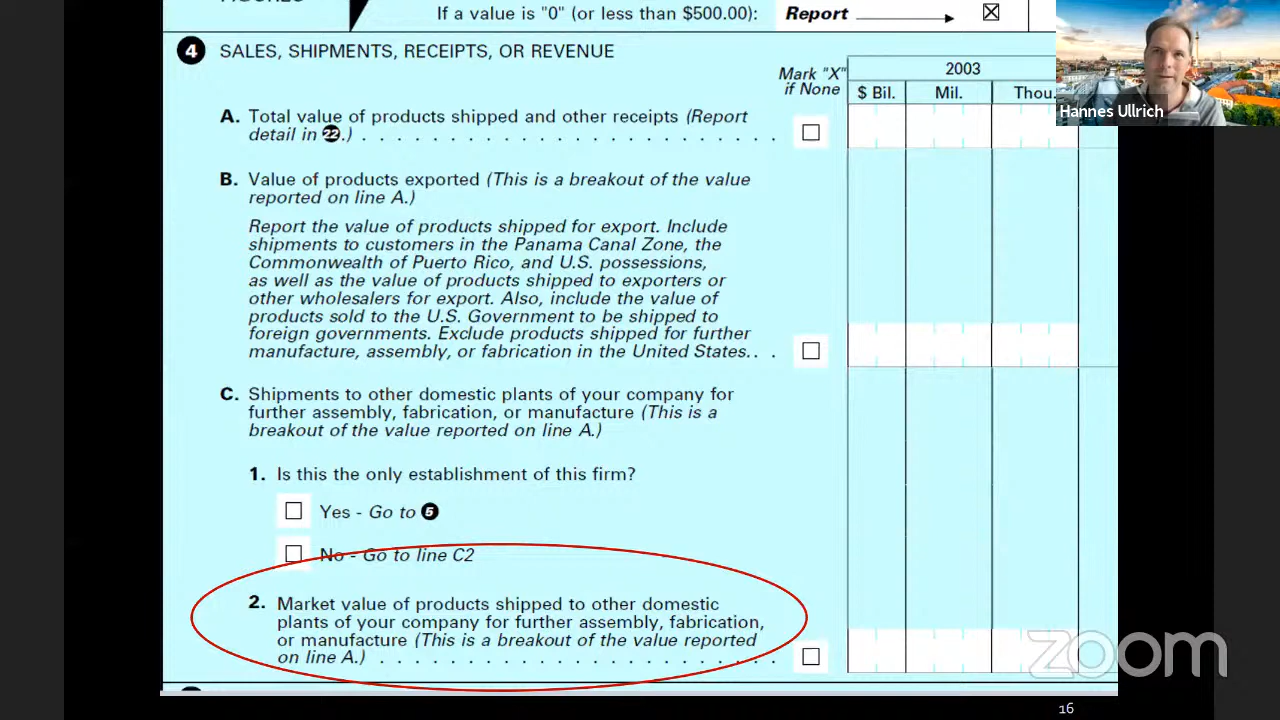 If a value is "0" (or less than $500.00):
Report
4 SALES, SHIPMENTS, RECEIPTS, OR REVENUE
Mark "X"
if None
2003
$ Bil. Mil. Thou.
A. Total value of products shipped and other receipts (Report
detail in 22.) . . . . . . . . . . . . . . . . . . . . . . . .
B. Value of products exported (This is a breakout of the value
reported on line A.)
Report the value of products shipped for export. Include
shipments to customers in the Panama Canal Zone, the
Commonwealth of Puerto Rico, and U.S. possessions,
as well as the value of products shipped to exporters or
other wholesalers for export. Also, include the value of
products sold to the U.S. Government to be shipped to
foreign governments. Exclude products shipped for further
manufacture, assembly, or fabrication in the United States. . .
C. Shipments to other domestic plants of your company for
further assembly, fabrication, or manufacture (This is a
breakout of the value reported on line A.)
1. Is this the only establishment of this firm?
Yes - Go to 5
No - Go to line C2
2. Market value of products shipped to other domestic
plants of your company for further assembly, fabrication,
or manufacture (This is a breakout of the value reported
on line A.) . . . . . . . . . . . . . . . . . . . . . . .
Hannes Ullrich
zoom
16